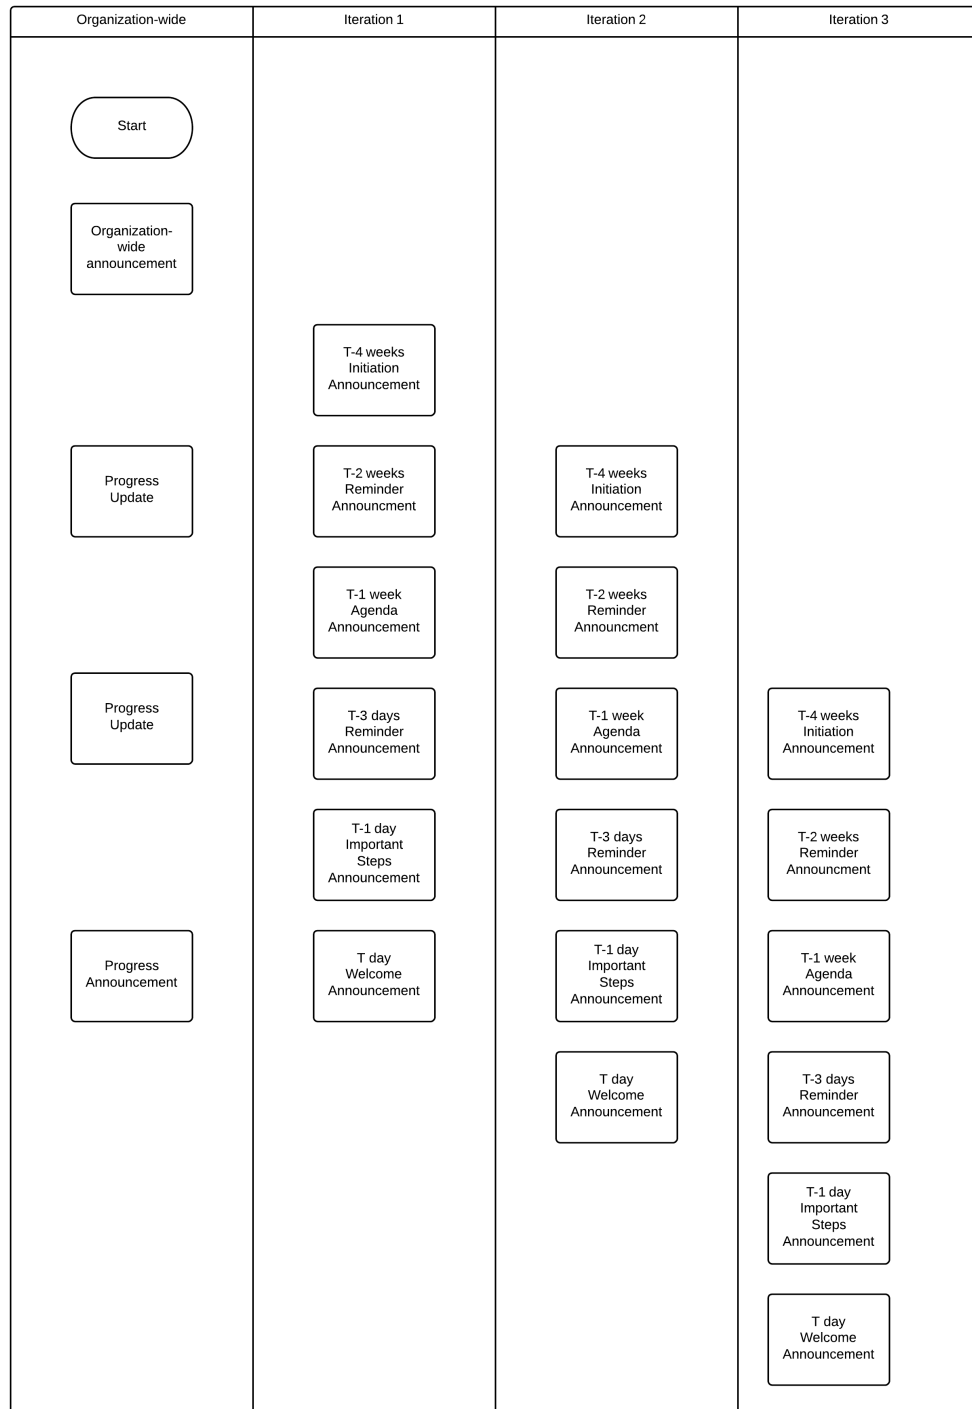 Organization-wide
Iteration 1
Iteration 2
Iteration 3
Start
Organization-
wide
announcement
T-4 weeks
Initiation
Announcement
Progress
Update
T-2 weeks
Reminder
Announcment
T-4 weeks
Initiation
Announcement
T-1 week
Agenda
Announcement
T-2 weeks
Reminder
Announcment
Progress
Update
T-3 days
Reminder
Announcement
T-1 week
Agenda
Announcement
T-4 weeks
Initiation
Announcement
T-1 day
Important
Steps
Announcement
T-3 days
Reminder
Announcement
T-2 weeks
Reminder
Announcment
Progress
Announcement
T day
Welcome
Announcement
T-1 day
Important
Steps
Announcement
T-1 week
Agenda
Announcement
T day
Welcome
Announcement
T-3 days
Reminder
Announcement
T-1 day
Important
Steps
Announcement
T day
Welcome
Announcement